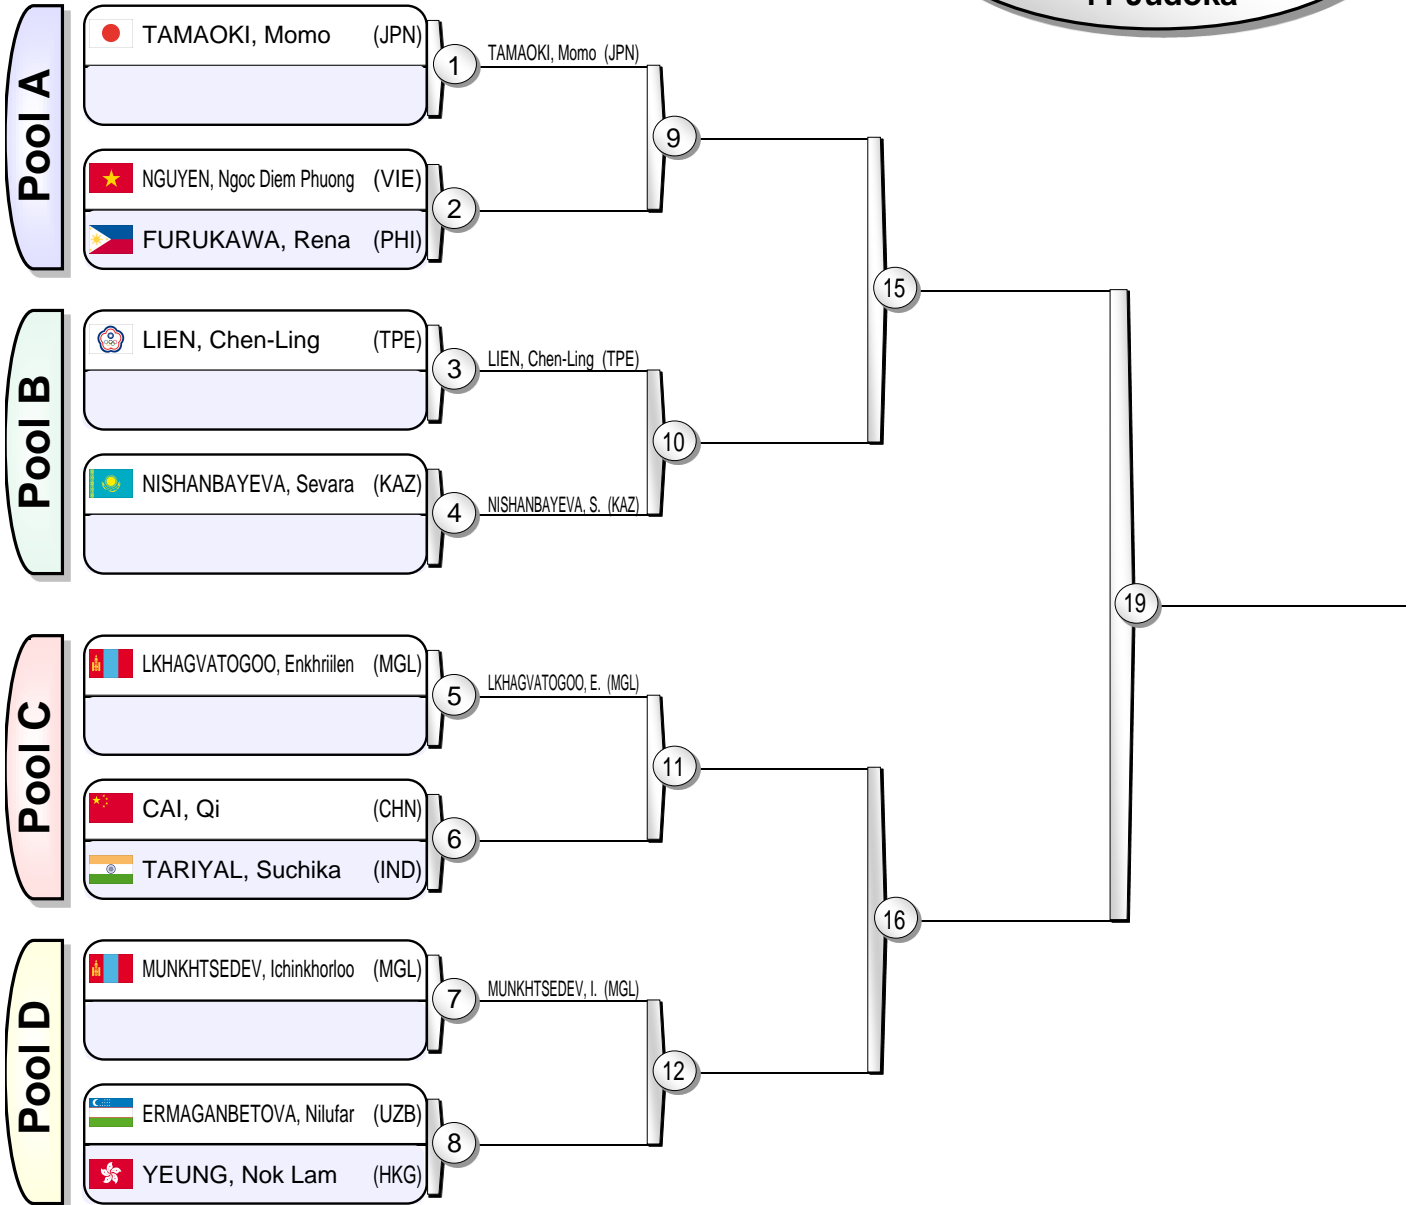 11 Judoka
Pool A
TAMAOKI, Momo (JPN)
1
TAMAOKI, Momo (JPN)
9
NGUYEN, Ngoc Diem Phuong (VIE)
2
FURUKAWA, Rena (PHI)
15
Pool B
LIEN, Chen-Ling (TPE)
3
LIEN, Chen-Ling (TPE)
10
NISHANBAYEVA, Sevara (KAZ)
4
NISHANBAYEVA, S. (KAZ)
19
Pool C
LKHAGVATOGOO, Enkhriilen (MGL)
5
LKHAGVATOGOO, E. (MGL)
11
CAI, Qi (CHN)
6
TARIYAL, Suchika (IND)
16
Pool D
MUNKHTSEDEV, Ichinkhorloo (MGL)
7
MUNKHTSEDEV, I. (MGL)
12
ERMAGANBETOVA, Nilufar (UZB)
8
YEUNG, Nok Lam (HKG)